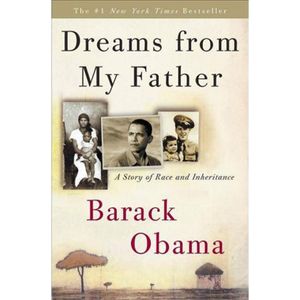 The #1 New York Times Bestseller
Dreams from
My Father
A Story of Race and Inheritance
Barack
Obama